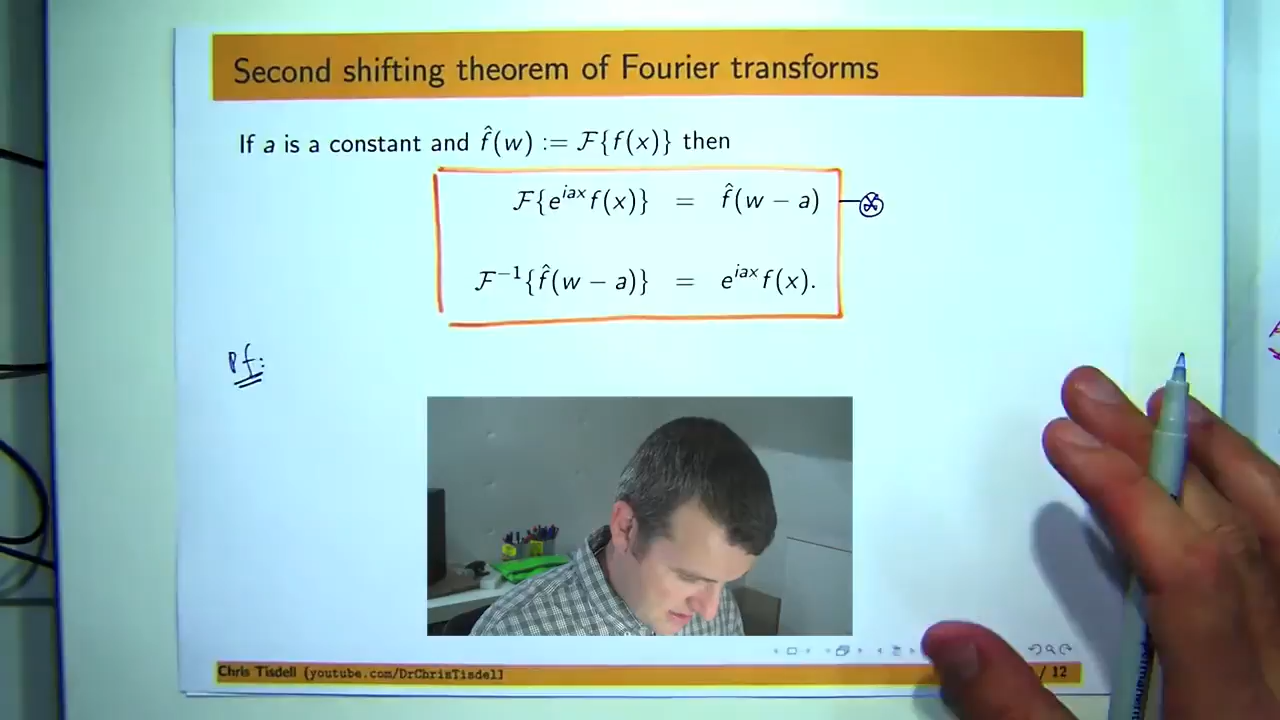 Second shifting theorem of Fourier transforms
If a is a constant and f̂(w) := ℱ{f(x)} then
ℱ{e^{iax} f(x)} = f̂(w − a) — ⊛
ℱ⁻¹{f̂(w − a)} = e^{iax} f(x).
Pf:
Chris Tisdell (youtube.com/DrChrisTisdell / 12